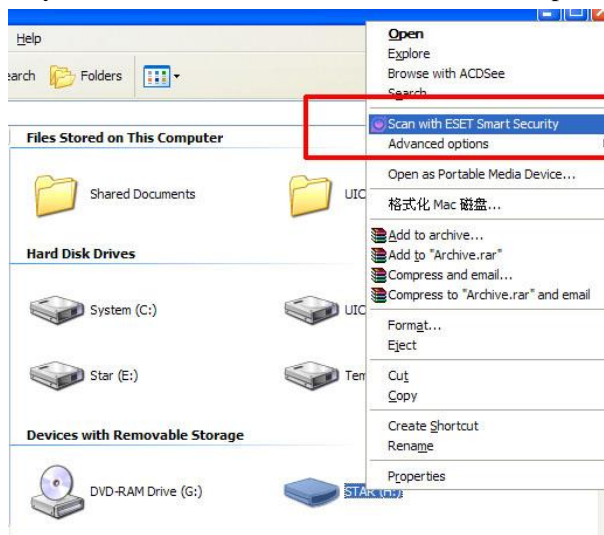 Help
earch Folders
Files Stored on This Computer
Shared Documents UIC
Hard Disk Drives
System (C:) UIC
Star (E:) Tem
Devices with Removable Storage
DVD-RAM Drive (G:) STAR (H:)
Open
Explore
Browse with ACDSee
Search
Scan with ESET Smart Security
Advanced options
Open as Portable Media Device...
格式化 Mac 磁盘...
Add to archive...
Add to "Archive.rar"
Compress and email...
Compress to "Archive.rar" and email
Format...
Eject
Cut
Copy
Create Shortcut
Rename
Properties